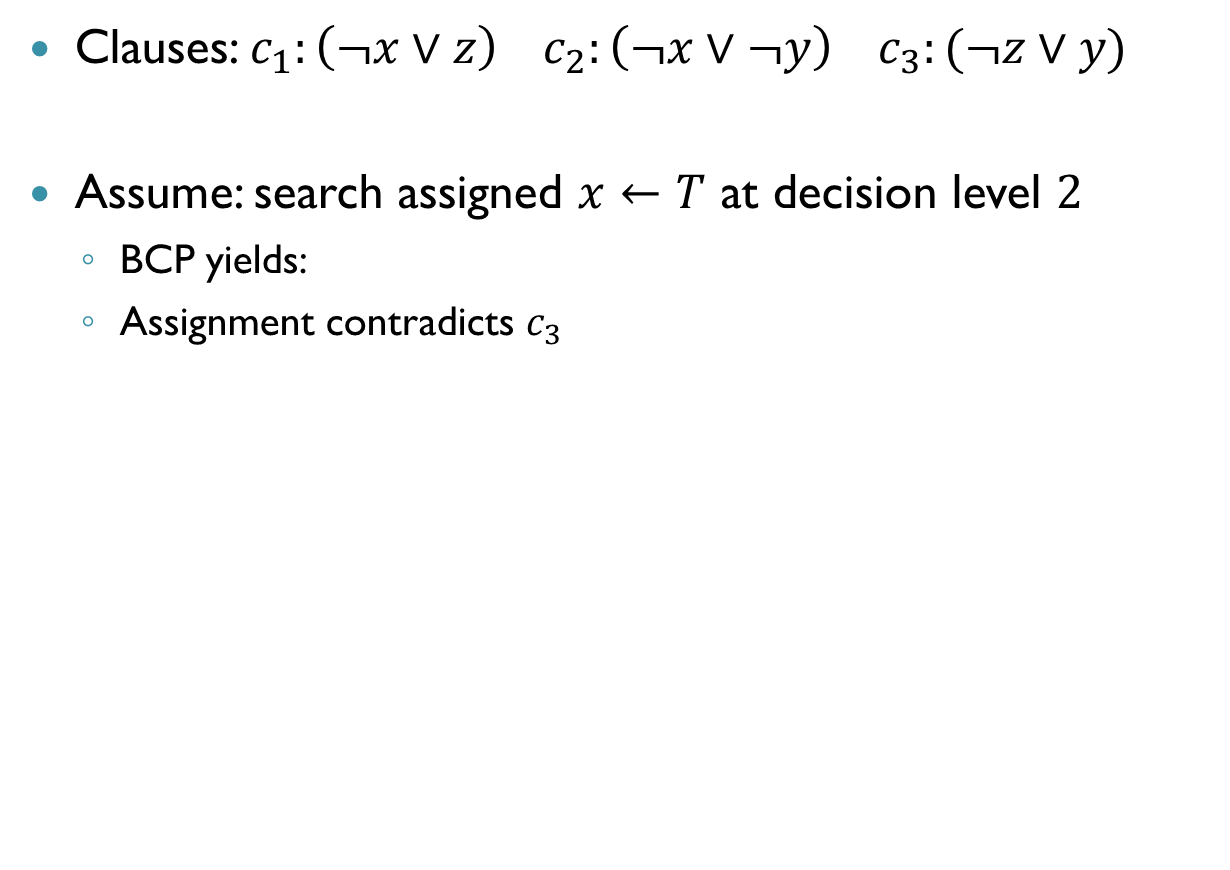 • Clauses: c₁: (¬x ∨ z) c₂: (¬x ∨ ¬y) c₃: (¬z ∨ y)
• Assume: search assigned x ← T at decision level 2
◦ BCP yields:
◦ Assignment contradicts c₃